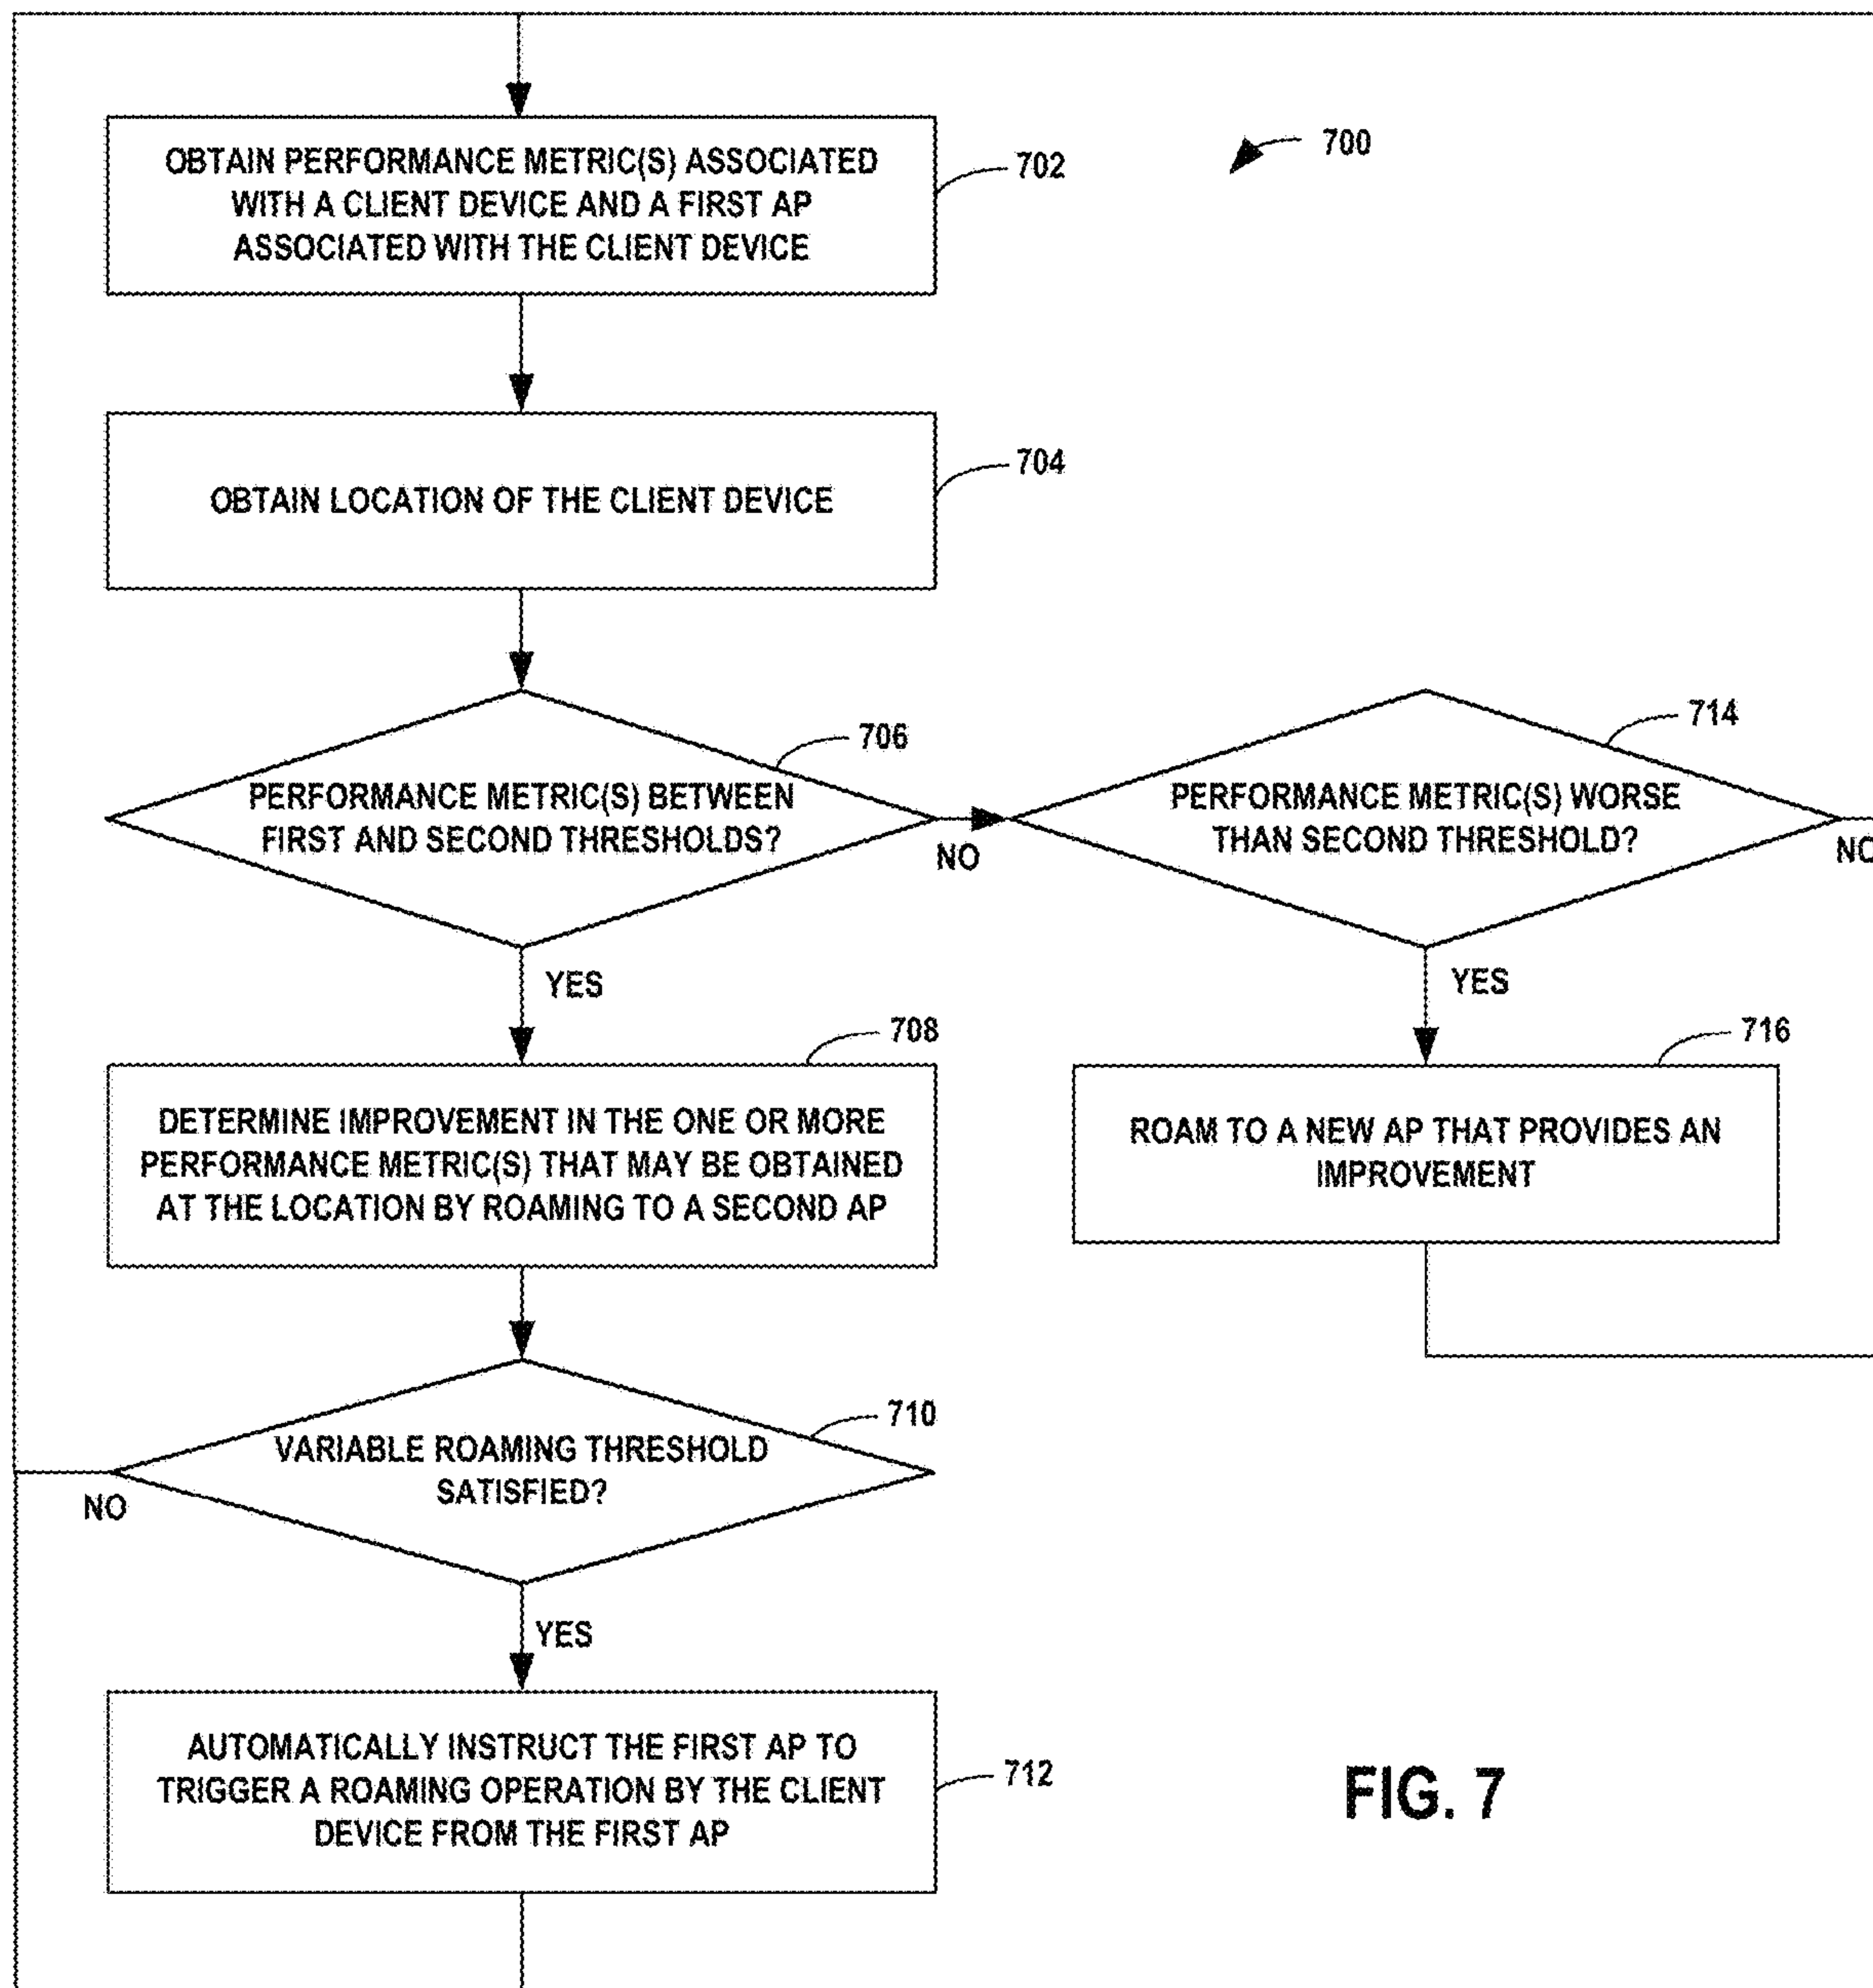 700
OBTAIN PERFORMANCE METRIC(S) ASSOCIATED
WITH A CLIENT DEVICE AND A FIRST AP
ASSOCIATED WITH THE CLIENT DEVICE
702
OBTAIN LOCATION OF THE CLIENT DEVICE
704
706
PERFORMANCE METRIC(S) BETWEEN
FIRST AND SECOND THRESHOLDS?
NO
714
PERFORMANCE METRIC(S) WORSE
THAN SECOND THRESHOLD?
NO
YES
YES
708
DETERMINE IMPROVEMENT IN THE ONE OR MORE
PERFORMANCE METRIC(S) THAT MAY BE OBTAINED
AT THE LOCATION BY ROAMING TO A SECOND AP
716
ROAM TO A NEW AP THAT PROVIDES AN
IMPROVEMENT
710
VARIABLE ROAMING THRESHOLD
SATISFIED?
NO
YES
AUTOMATICALLY INSTRUCT THE FIRST AP TO
TRIGGER A ROAMING OPERATION BY THE CLIENT
DEVICE FROM THE FIRST AP
712
FIG. 7